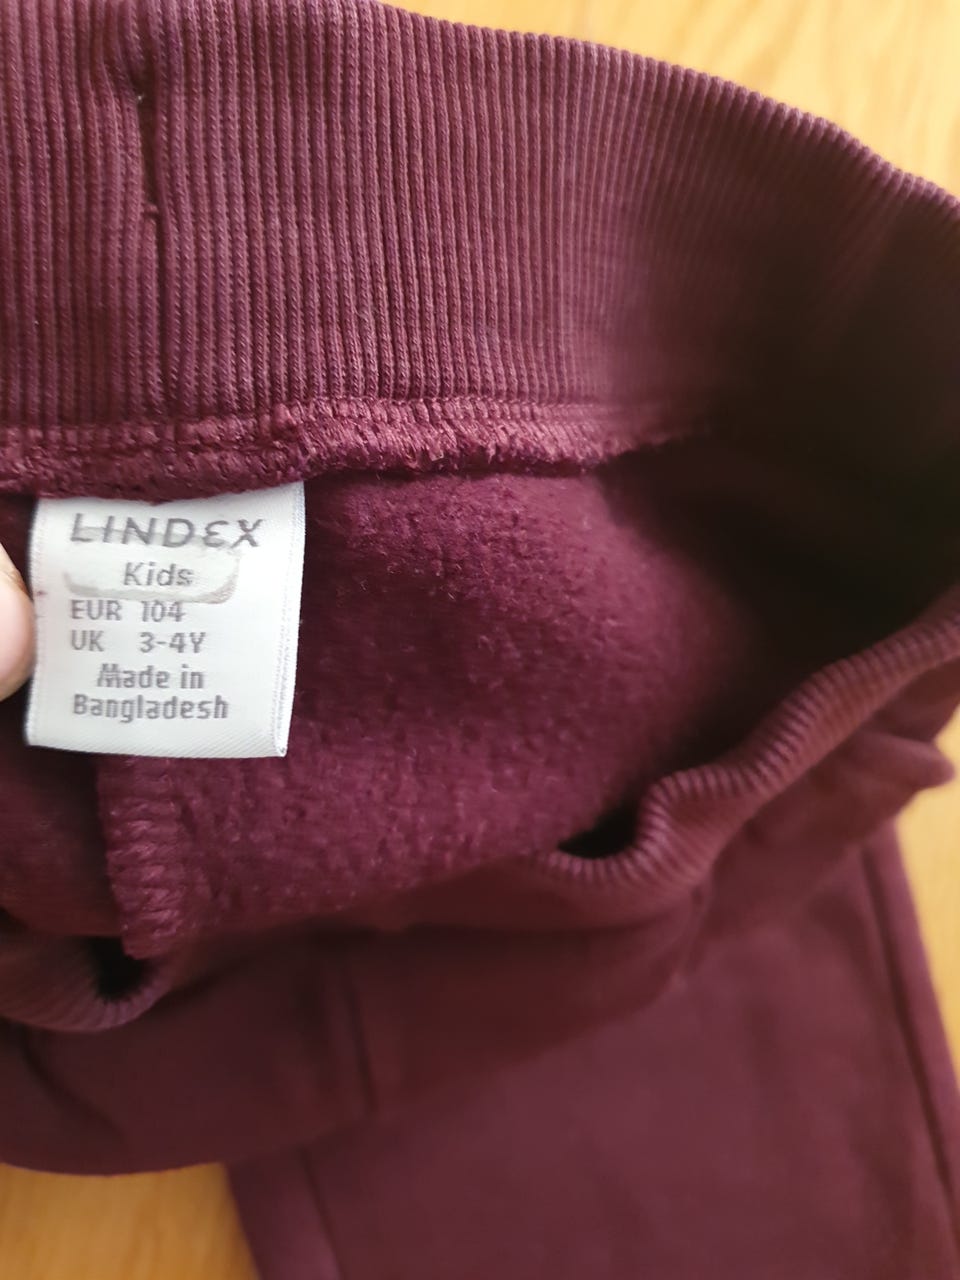 LINDEX
Kids
EUR 104
UK 3-4Y
Made in
Bangladesh